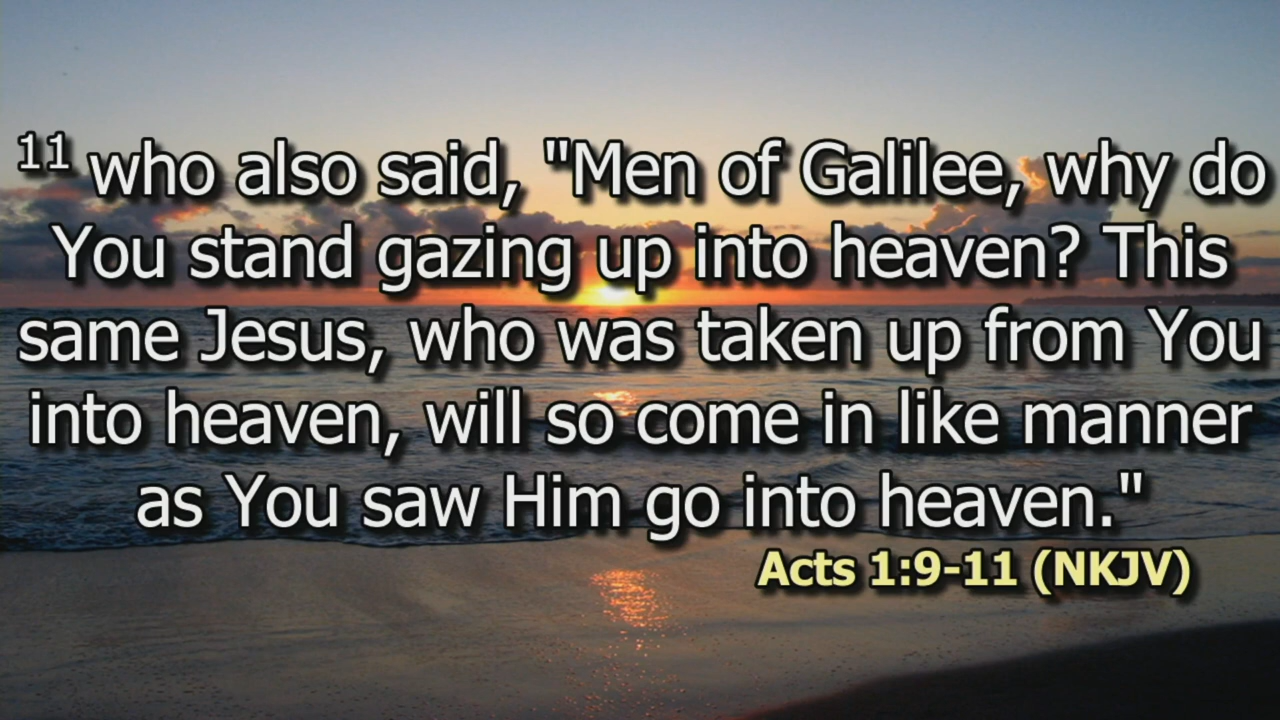 11 who also said, "Men of Galilee, why do
You stand gazing up into heaven? This
same Jesus, who was taken up from You
into heaven, will so come in like manner
as You saw Him go into heaven."
Acts 1:9-11 (NKJV)